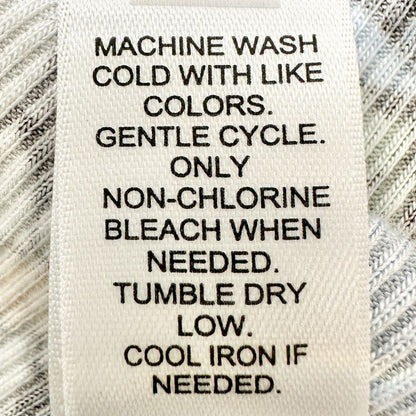 MACHINE WASH
COLD WITH LIKE
COLORS.
GENTLE CYCLE.
ONLY
NON-CHLORINE
BLEACH WHEN
NEEDED.
TUMBLE DRY
LOW.
COOL IRON IF
NEEDED.